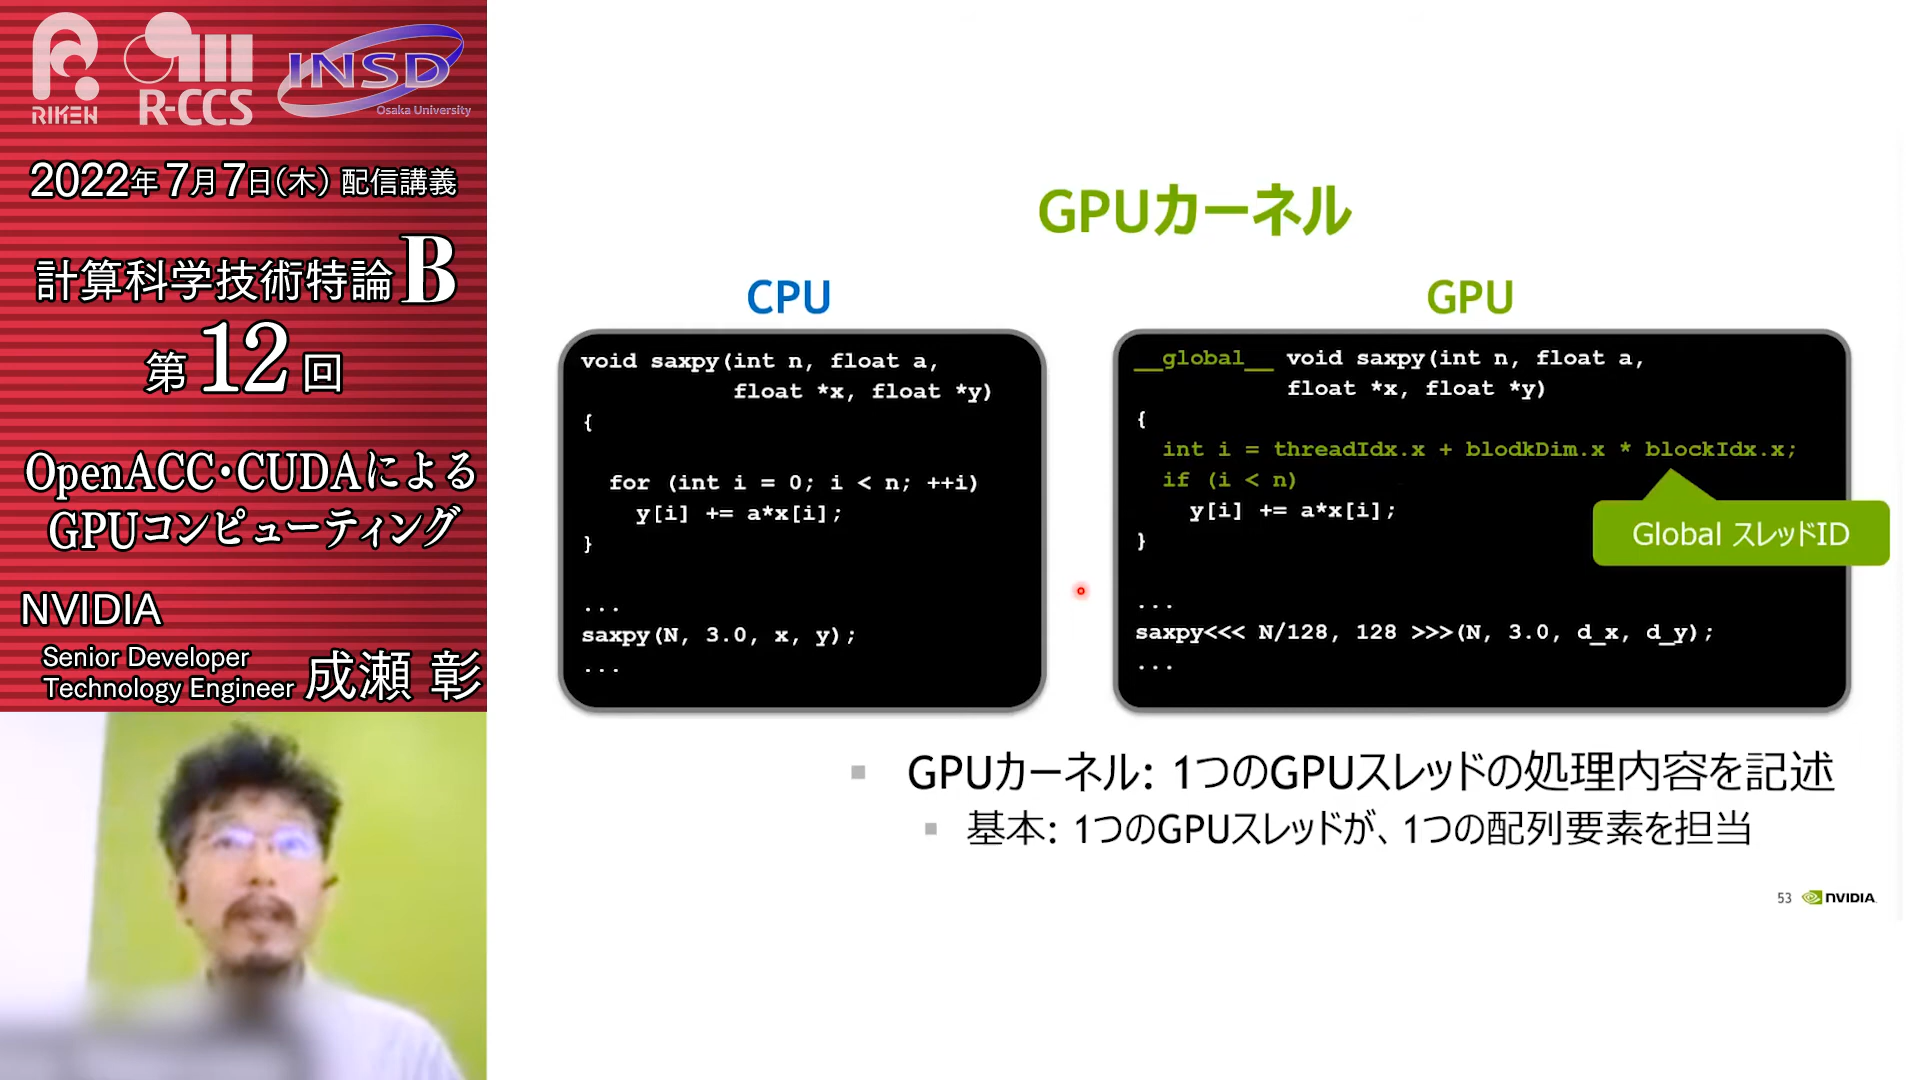 RIKEN
R-CCS
INSD
Osaka University
2022年7月7日(木) 配信講義
計算科学技術特論B
第12回
OpenACC・CUDAによる
GPUコンピューティング
NVIDIA
Senior Developer
Technology Engineer 成瀬 彰
GPUカーネル
CPU
void saxpy(int n, float a,
float *x, float *y)
{
for (int i = 0; i < n; ++i)
y[i] += a*x[i];
}
...
saxpy(N, 3.0, x, y);
...
GPU
__global__ void saxpy(int n, float a,
float *x, float *y)
{
int i = threadIdx.x + blodkDim.x * blockIdx.x;
if (i < n)
y[i] += a*x[i];
}
Global スレッドID
...
saxpy<<< N/128, 128 >>>(N, 3.0, d_x, d_y);
...
GPUカーネル: 1つのGPUスレッドの処理内容を記述
基本: 1つのGPUスレッドが、1つの配列要素を担当
53 NVIDIA